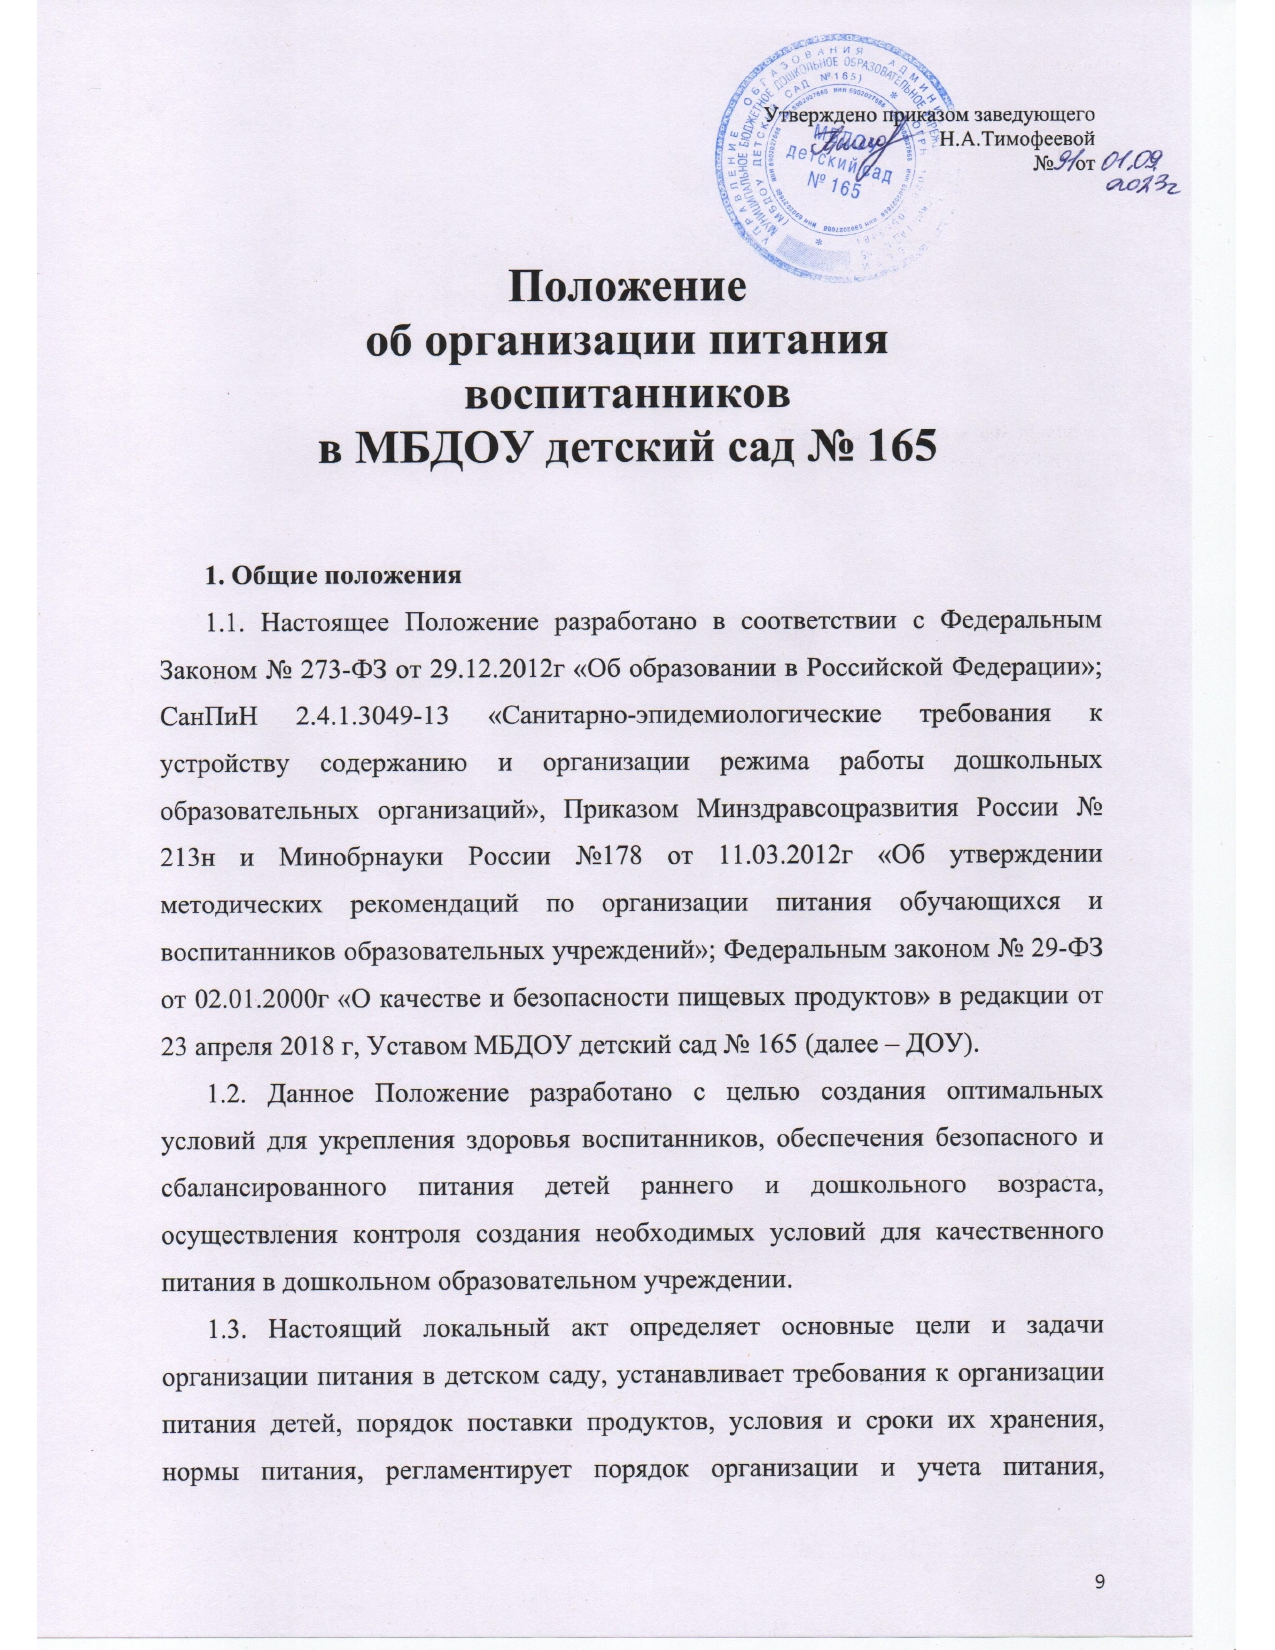 Утверждено приказом заведующего
Н.А.Тимофеевой
№91 от 01.09.
2023г
МБДОУ
детский сад
№ 165
Положение
об организации питания
воспитанников
в МБДОУ детский сад № 165
1. Общие положения
1.1. Настоящее Положение разработано в соответствии с Федеральным
Законом № 273-ФЗ от 29.12.2012г «Об образовании в Российской Федерации»;
СанПиН 2.4.1.3049-13 «Санитарно-эпидемиологические требования к
устройству содержанию и организации режима работы дошкольных
образовательных организаций», Приказом Минздравсоцразвития России №
213н и Минобрнауки России №178 от 11.03.2012г «Об утверждении
методических рекомендаций по организации питания обучающихся и
воспитанников образовательных учреждений»; Федеральным законом № 29-ФЗ
от 02.01.2000г «О качестве и безопасности пищевых продуктов» в редакции от
23 апреля 2018 г, Уставом МБДОУ детский сад № 165 (далее – ДОУ).
1.2. Данное Положение разработано с целью создания оптимальных
условий для укрепления здоровья воспитанников, обеспечения безопасного и
сбалансированного питания детей раннего и дошкольного возраста,
осуществления контроля создания необходимых условий для качественного
питания в дошкольном образовательном учреждении.
1.3. Настоящий локальный акт определяет основные цели и задачи
организации питания в детском саду, устанавливает требования к организации
питания детей, порядок поставки продуктов, условия и сроки их хранения,
нормы питания, регламентирует порядок организации и учета питания,
9